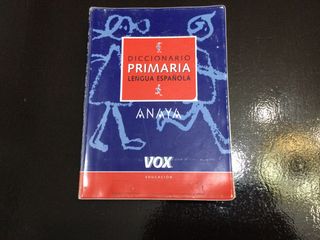 DICCIONARIO
PRIMARIA
LENGUA ESPAÑOLA
ANAYA
VOX
EDUCACIÓN